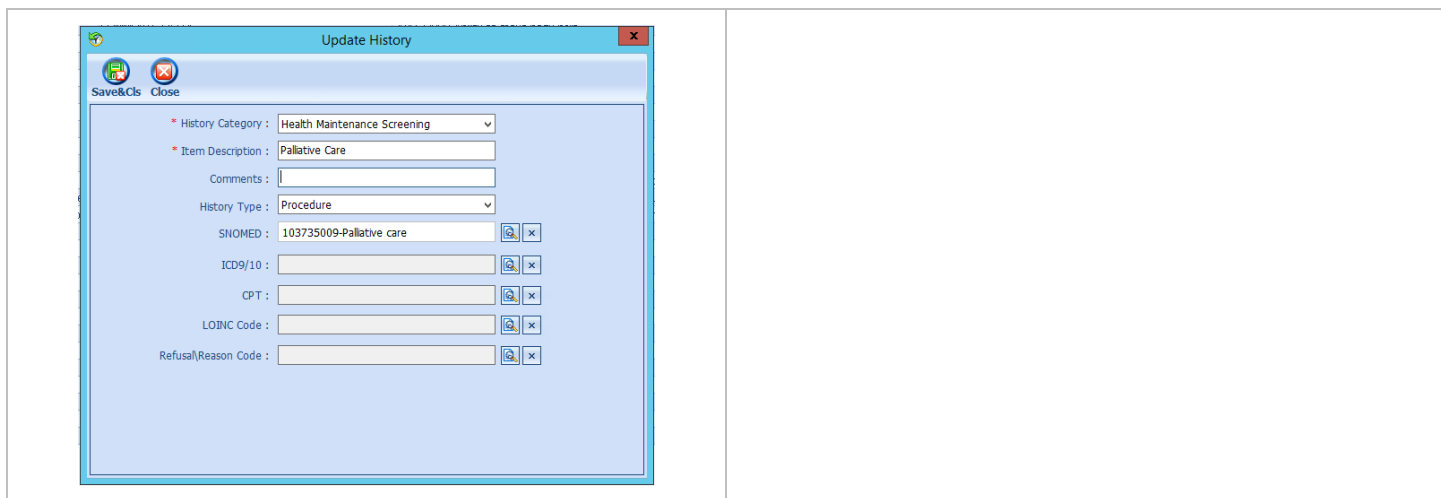 Update History
x
Save&Cls Close
* History Category : Health Maintenance Screening
* Item Description : Palliative Care
Comments :
History Type : Procedure
SNOMED : 103735009-Palliative care
ICD9/10 :
CPT :
LOINC Code :
Refusal\Reason Code :